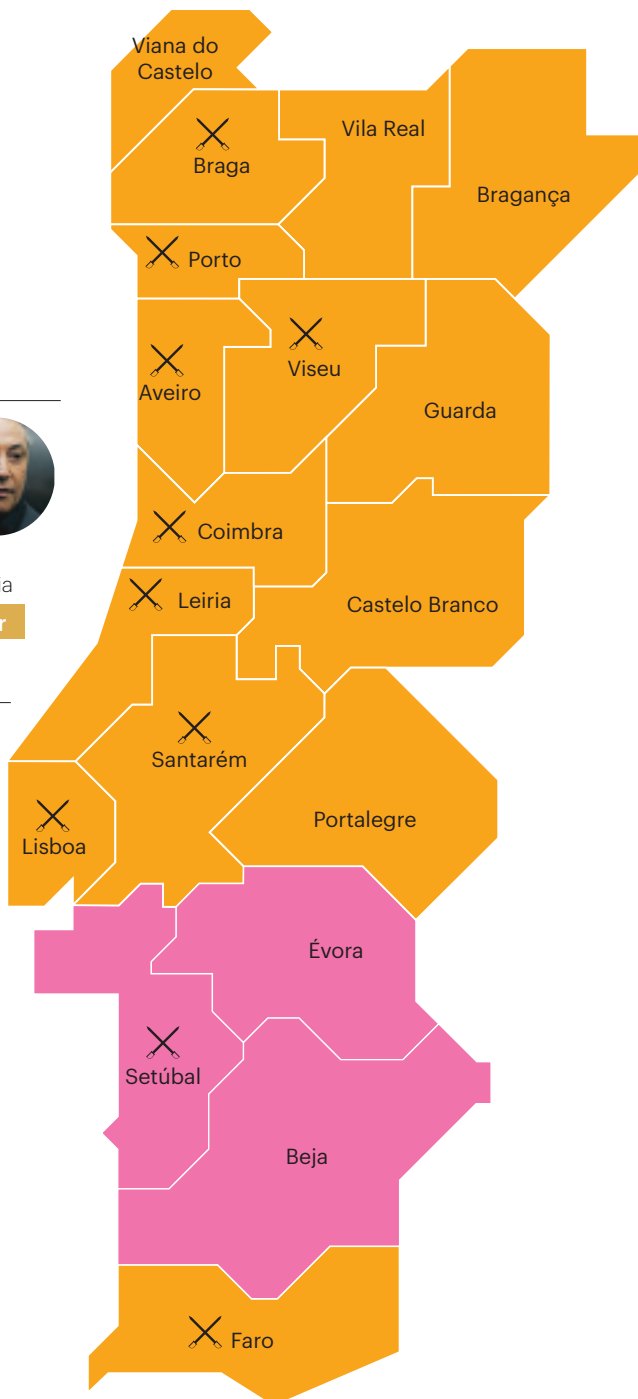 Viana do
Castelo
Braga
Vila Real
Bragança
Porto
Viseu
Aveiro
Guarda
Coimbra
ia
Leiria
Castelo Branco
r
Santarém
Portalegre
Lisboa
Évora
Setúbal
Beja
Faro